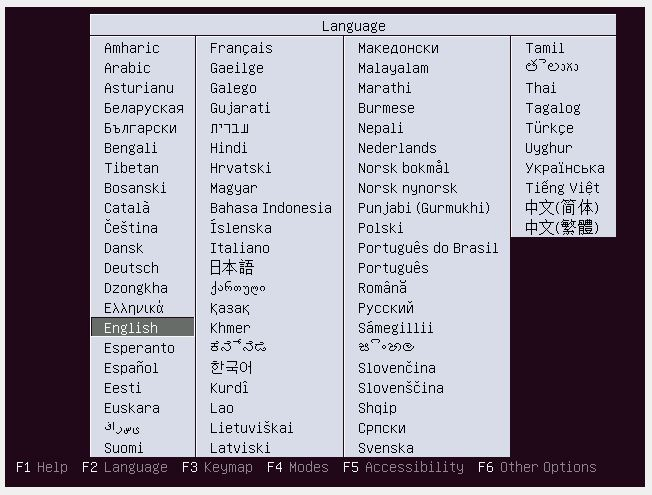 Language
Amharic
Arabic
Asturianu
Беларуская
Български
Bengali
Tibetan
Bosanski
Català
Čeština
Dansk
Deutsch
Dzongkha
Ελληνικά
English
Esperanto
Español
Eesti
Euskara
Suomi
Français
Gaeilge
Galego
Gujarati
עברית
Hindi
Hrvatski
Magyar
Bahasa Indonesia
Íslenska
Italiano
日本語
ქართული
Қазақ
Khmer
ಕನ್ನಡ
한국어
Kurdî
Lao
Lietuviškai
Latviski
Македонски
Malayalam
Marathi
Burmese
Nepali
Nederlands
Norsk bokmål
Norsk nynorsk
Punjabi (Gurmukhi)
Polski
Português do Brasil
Português
Română
Русский
Sámegillii
සිංහල
Slovenčina
Slovenščina
Shqip
Српски
Svenska
Tamil
తెలుగు
Thai
Tagalog
Türkçe
Uyghur
Українська
Tiếng Việt
中文(简体)
中文(繁體)
F1 Help F2 Language F3 Keymap F4 Modes F5 Accessibility F6 Other Options